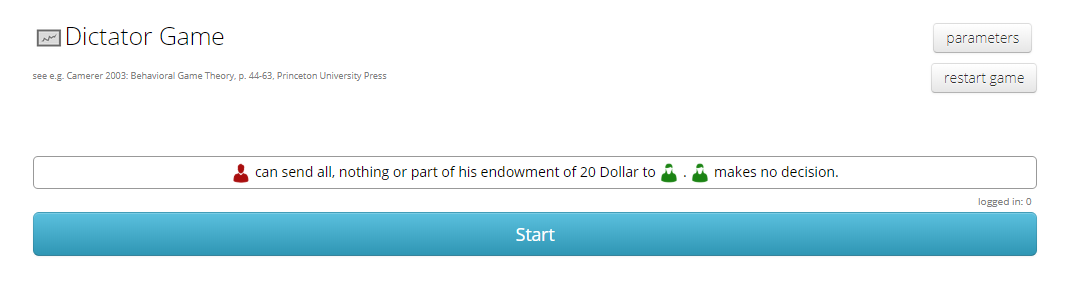 Dictator Game
parameters
see e.g. Camerer 2003: Behavioral Game Theory, p. 44-63, Princeton University Press
restart game
can send all, nothing or part of his endowment of 20 Dollar to . makes no decision.
logged in: 0
Start